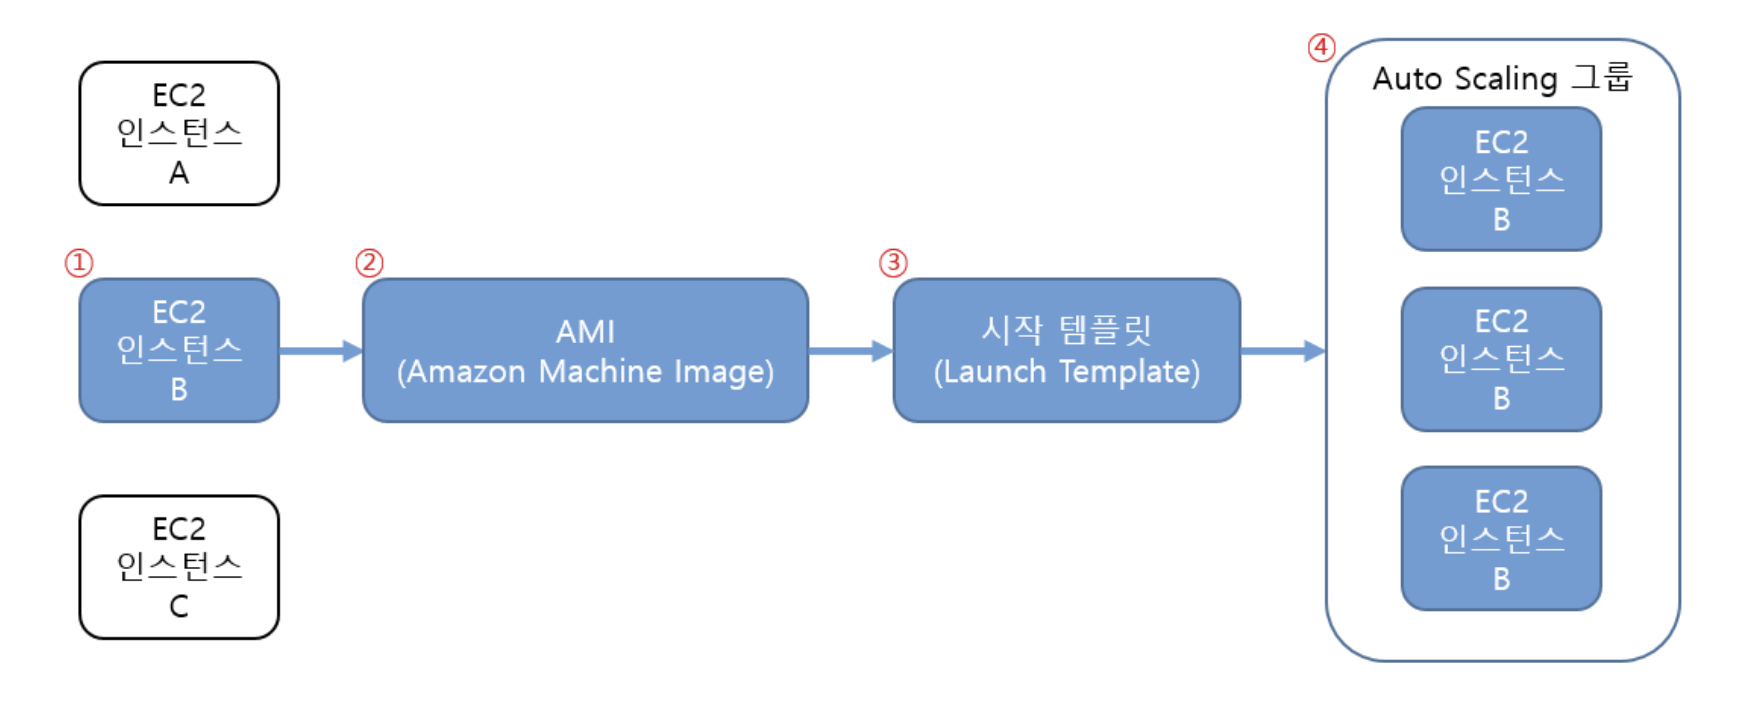 EC2
인스턴스
A
①
EC2
인스턴스
B
②
AMI
(Amazon Machine Image)
③
시작 템플릿
(Launch Template)
EC2
인스턴스
C
④
Auto Scaling 그룹
EC2
인스턴스
B
EC2
인스턴스
B
EC2
인스턴스
B